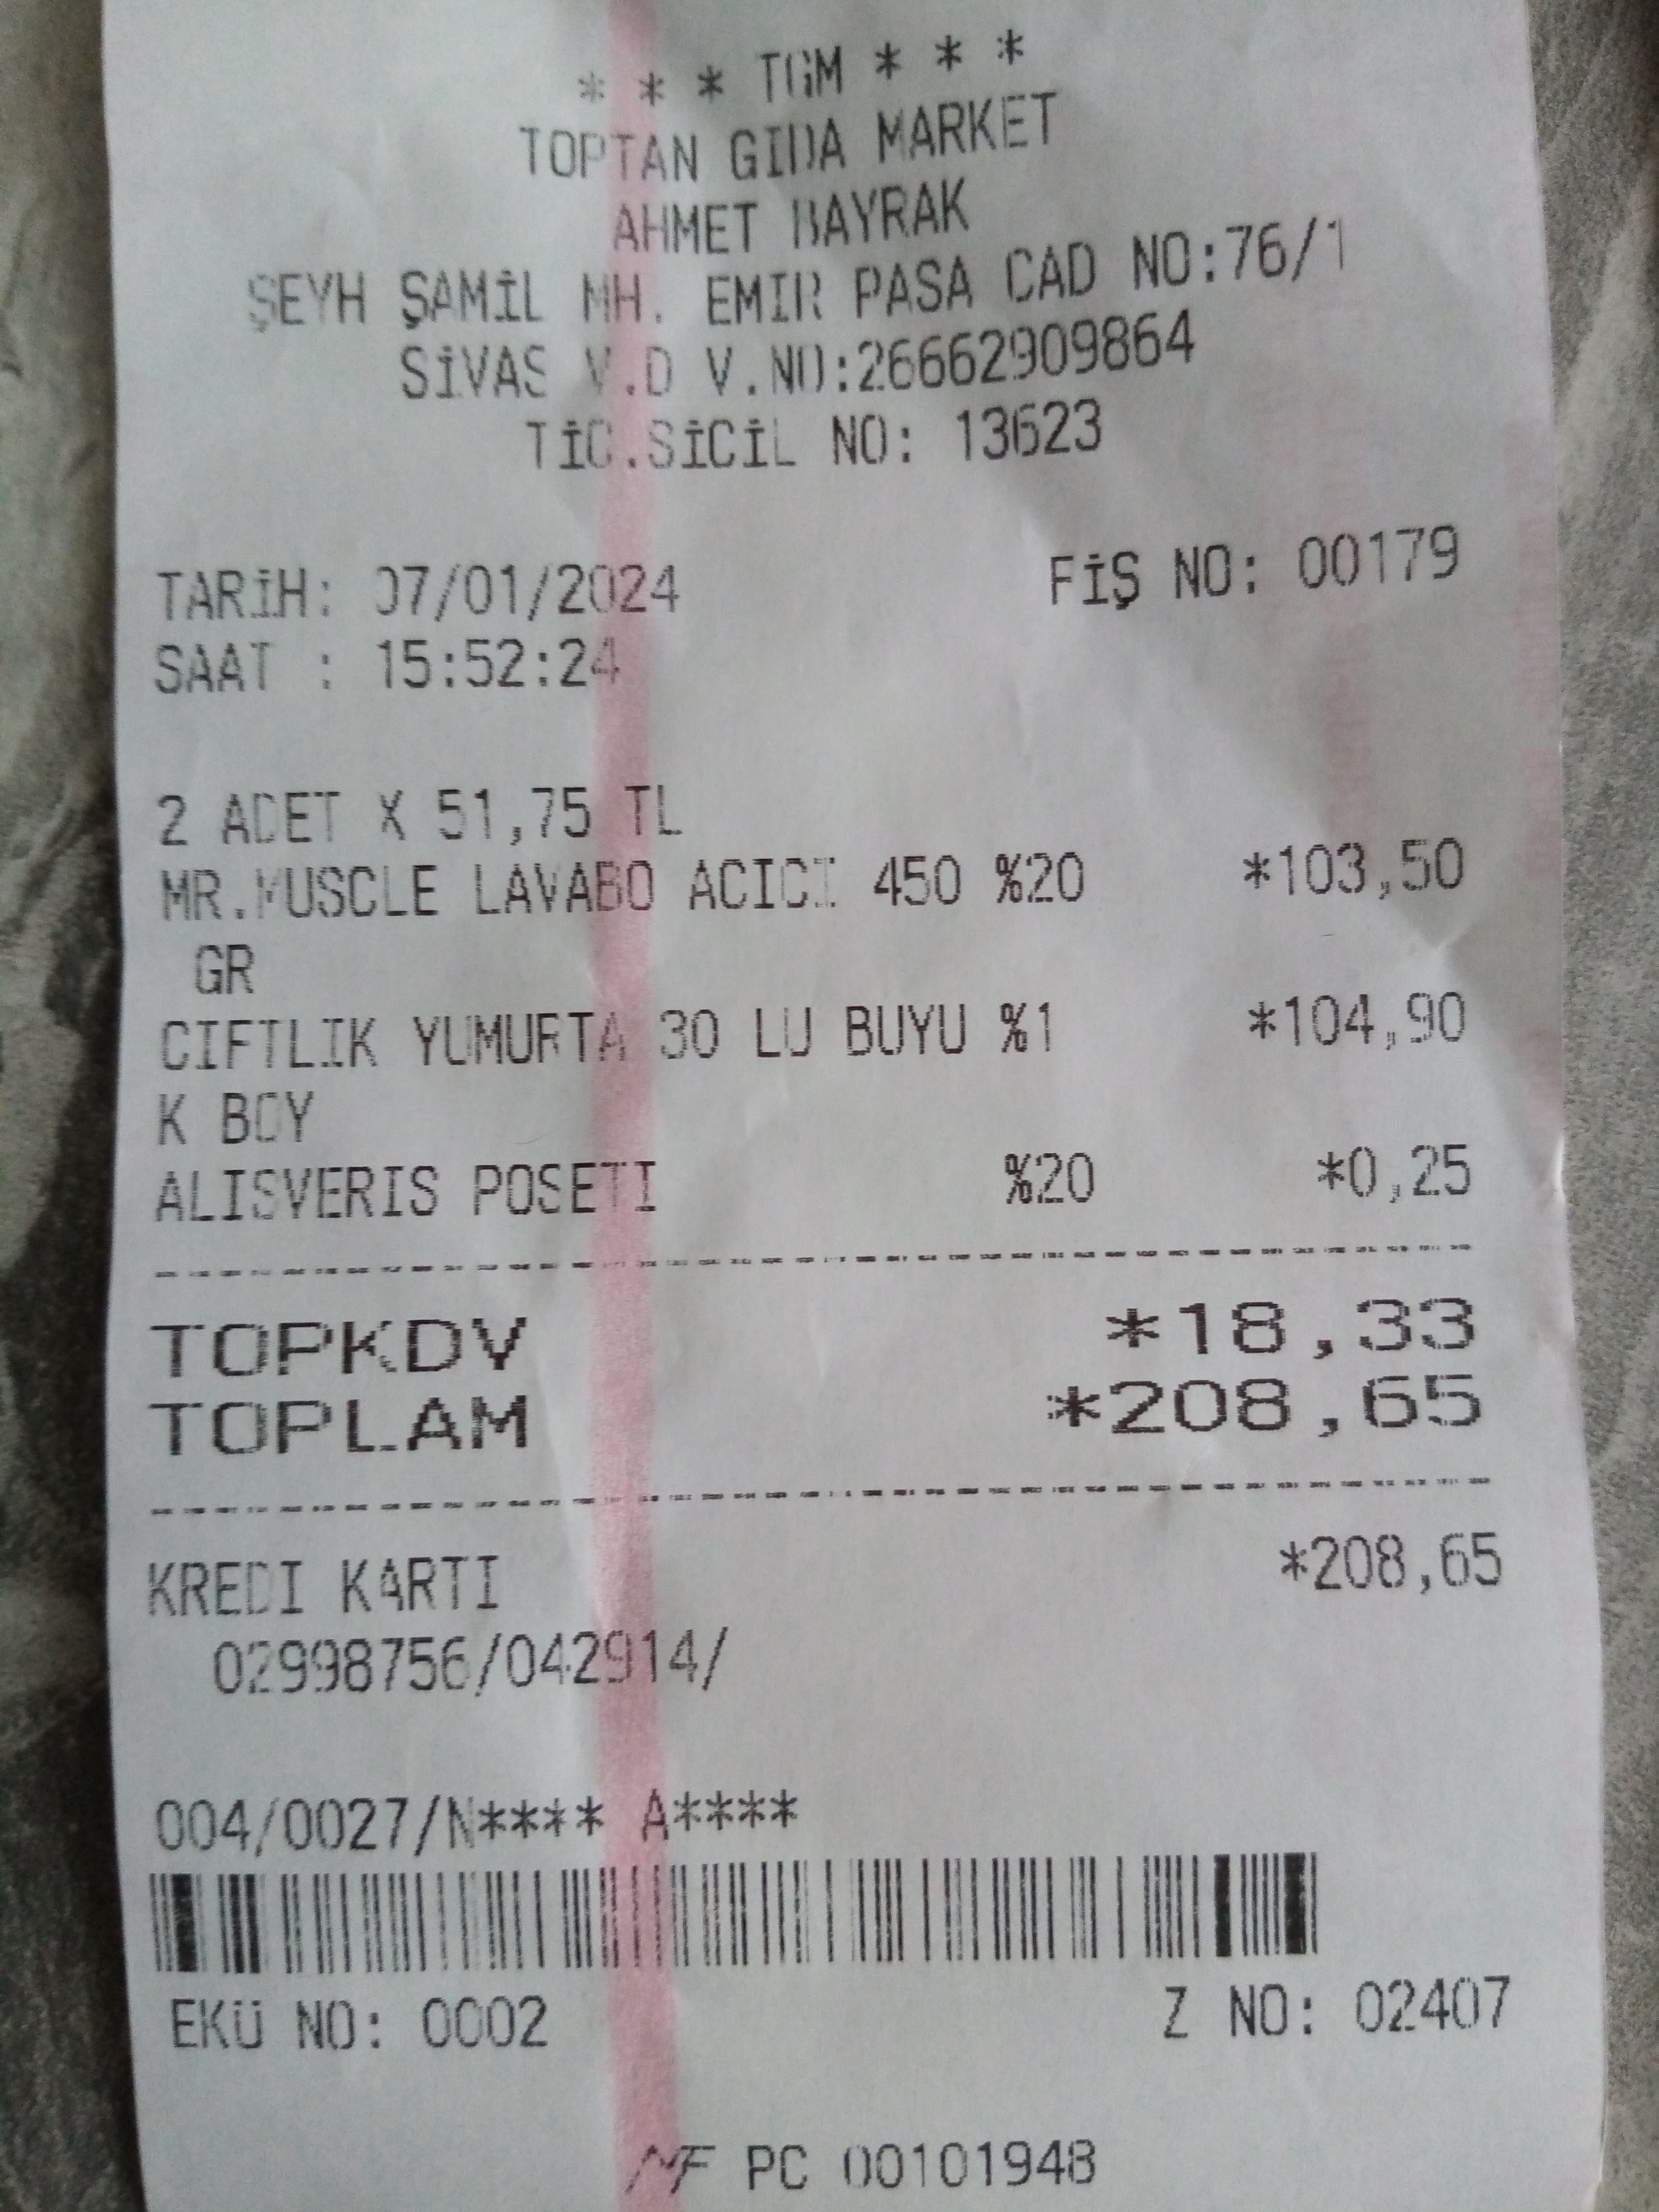 * * * TGM * * *
TOPTAN GIDA MARKET
AHMET BAYRAK
ŞEYH ŞAMİL MH. EMIR PASA CAD NO:76/1
SİVAS V.D V.NO:26662909864
TİC.SİCİL NO: 13623
TARİH: 07/01/2024 FİŞ NO: 00179
SAAT : 15:52:24
2 ADET X 51,75 TL
MR.MUSCLE LAVABO ACICI 450 %20 *103,50
GR
CIFTLIK YUMURTA 30 LU BUYU %1 *104,90
K BOY
ALISVERIS POSETI %20 *0,25
TOPKDV *18,33
TOPLAM *208,65
KREDI KARTI *208,65
02998756/042914/
004/0027/N**** A****
EKÜ NO: 0002 Z NO: 02407
MF PC 00101948